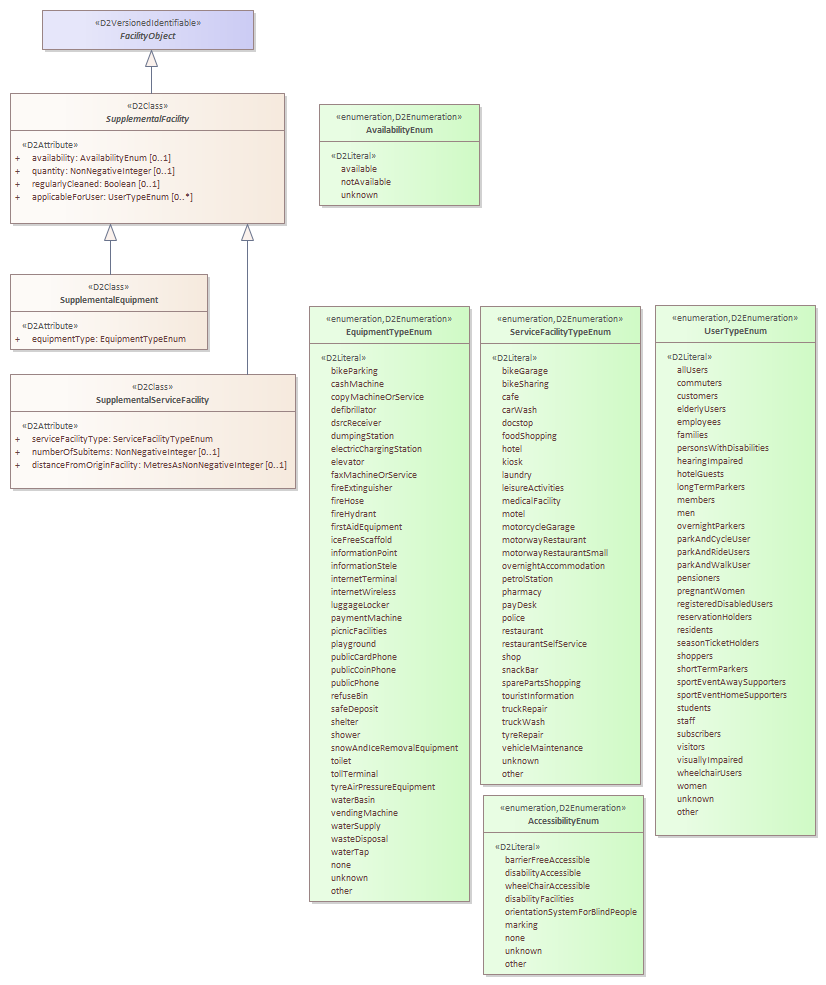 «D2VersionedIdentifiable»
FacilityObject
«D2Class»
SupplementalFacility
«D2Attribute»
+ availability: AvailabilityEnum [0..1]
+ quantity: NonNegativeInteger [0..1]
+ regularlyCleaned: Boolean [0..1]
+ applicableForUser: UserTypeEnum [0..*]
«enumeration,D2Enumeration»
AvailabilityEnum
«D2Literal»
available
notAvailable
unknown
«D2Class»
SupplementalEquipment
«D2Attribute»
+ equipmentType: EquipmentTypeEnum
«D2Class»
SupplementalServiceFacility
«D2Attribute»
+ serviceFacilityType: ServiceFacilityTypeEnum
+ numberOfSubitems: NonNegativeInteger [0..1]
+ distanceFromOriginFacility: MetresAsNonNegativeInteger [0..1]
«enumeration,D2Enumeration»
EquipmentTypeEnum
«D2Literal»
bikeParking
cashMachine
copyMachineOrService
defibrillator
dsrcReceiver
dumpingStation
electricChargingStation
elevator
faxMachineOrService
fireExtinguisher
fireHose
fireHydrant
firstAidEquipment
iceFreeScaffold
informationPoint
informationStele
internetTerminal
internetWireless
luggageLocker
paymentMachine
picnicFacilities
playground
publicCardPhone
publicCoinPhone
publicPhone
refuseBin
safeDeposit
shelter
shower
snowAndIceRemovalEquipment
toilet
tollTerminal
tyreAirPressureEquipment
waterBasin
vendingMachine
waterSupply
wasteDisposal
waterTap
none
unknown
other
«enumeration,D2Enumeration»
ServiceFacilityTypeEnum
«D2Literal»
bikeGarage
bikeSharing
cafe
carWash
docstop
foodShopping
hotel
kiosk
laundry
leisureActivities
medicalFacility
motel
motorcycleGarage
motorwayRestaurant
motorwayRestaurantSmall
overnightAccommodation
petrolStation
pharmacy
payDesk
police
restaurant
restaurantSelfService
shop
snackBar
sparePartsShopping
touristInformation
truckRepair
truckWash
tyreRepair
vehicleMaintenance
unknown
other
«enumeration,D2Enumeration»
AccessibilityEnum
«D2Literal»
barrierFreeAccessible
disabilityAccessible
wheelChairAccessible
disabilityFacilities
orientationSystemForBlindPeople
marking
none
unknown
other
«enumeration,D2Enumeration»
UserTypeEnum
«D2Literal»
allUsers
commuters
customers
elderlyUsers
employees
families
personsWithDisabilities
hearingImpaired
hotelGuests
longTermParkers
members
men
overnightParkers
parkAndCycleUser
parkAndRideUsers
parkAndWalkUser
pensioners
pregnantWomen
registeredDisabledUsers
reservationHolders
residents
seasonTicketHolders
shoppers
shortTermParkers
sportEventAwaySupporters
sportEventHomeSupporters
students
staff
subscribers
visitors
visuallyImpaired
wheelchairUsers
women
unknown
other